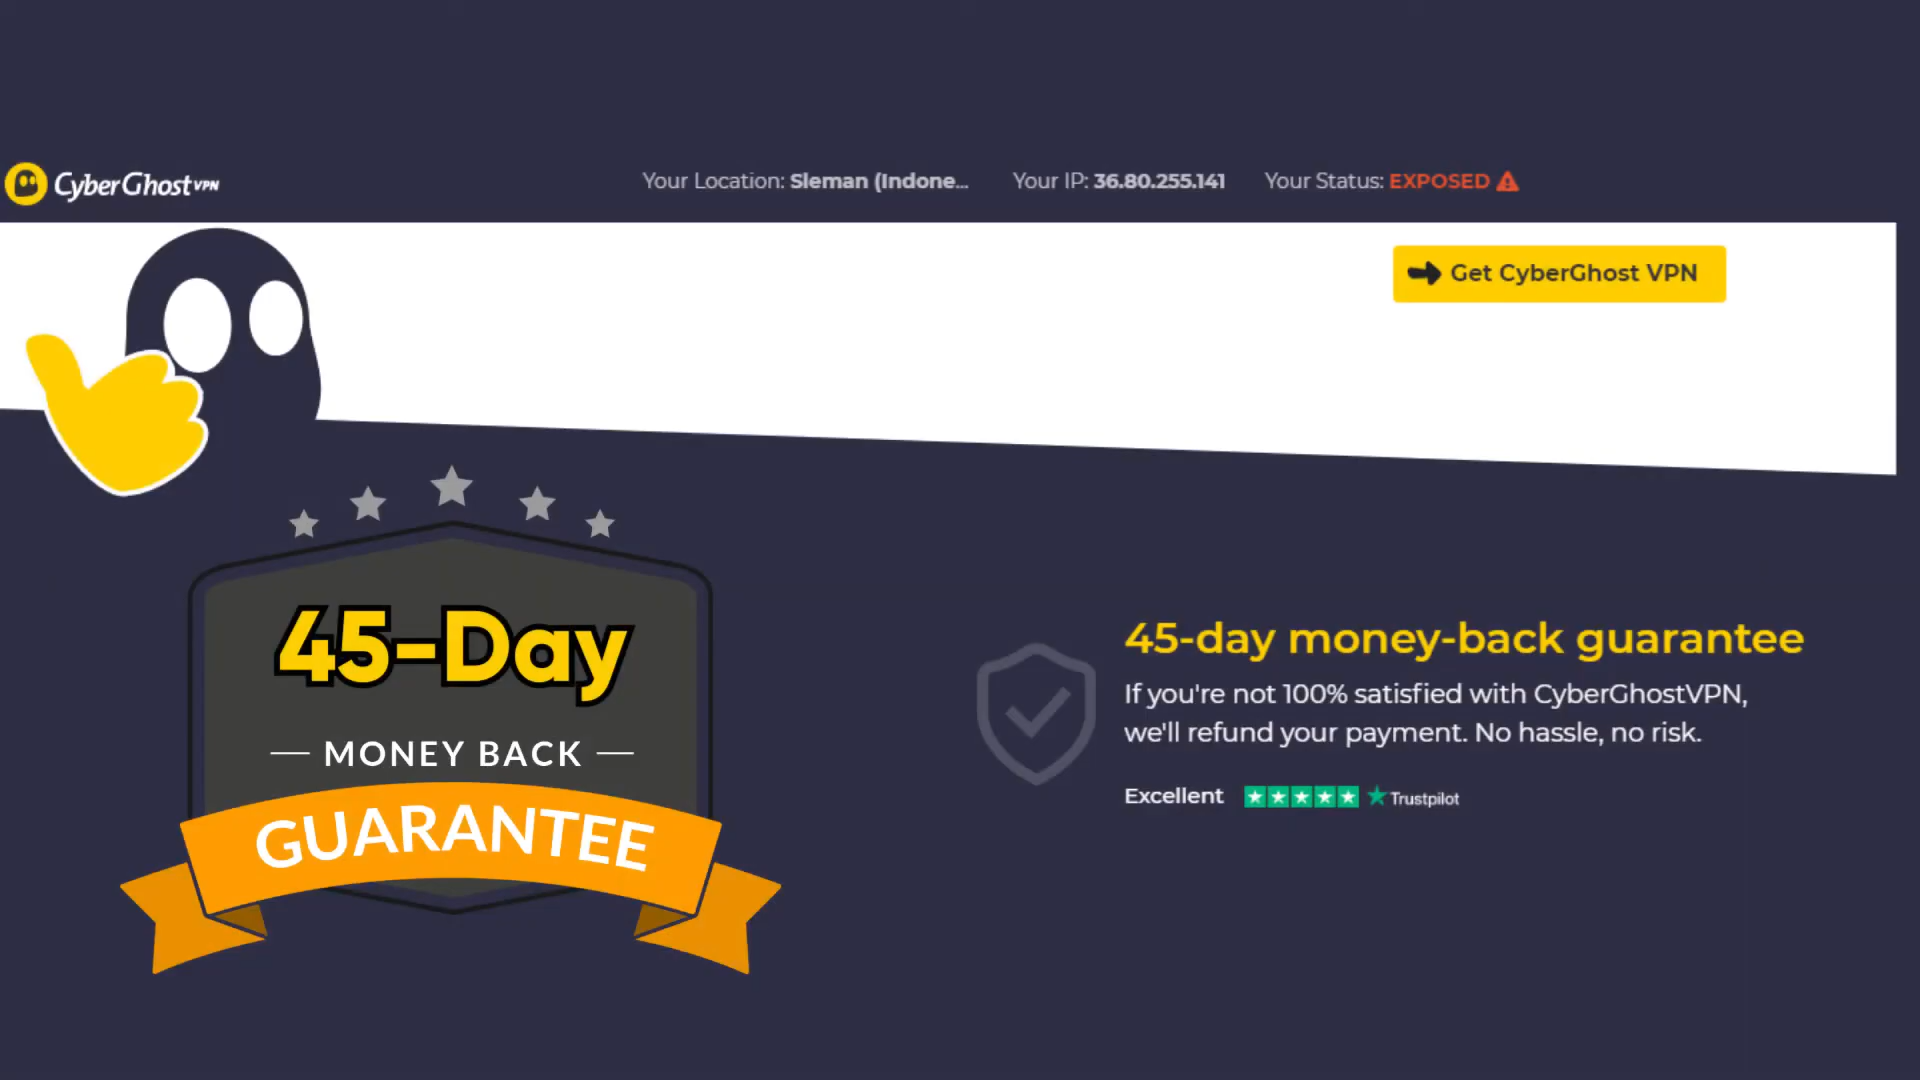 CyberGhost VPN
Your Location: Sleman (Indone... Your IP: 36.80.255.141 Your Status: EXPOSED
Get CyberGhost VPN
45-Day
MONEY BACK
GUARANTEE
45-day money-back guarantee
If you're not 100% satisfied with CyberGhostVPN,
we'll refund your payment. No hassle, no risk.
Excellent Trustpilot